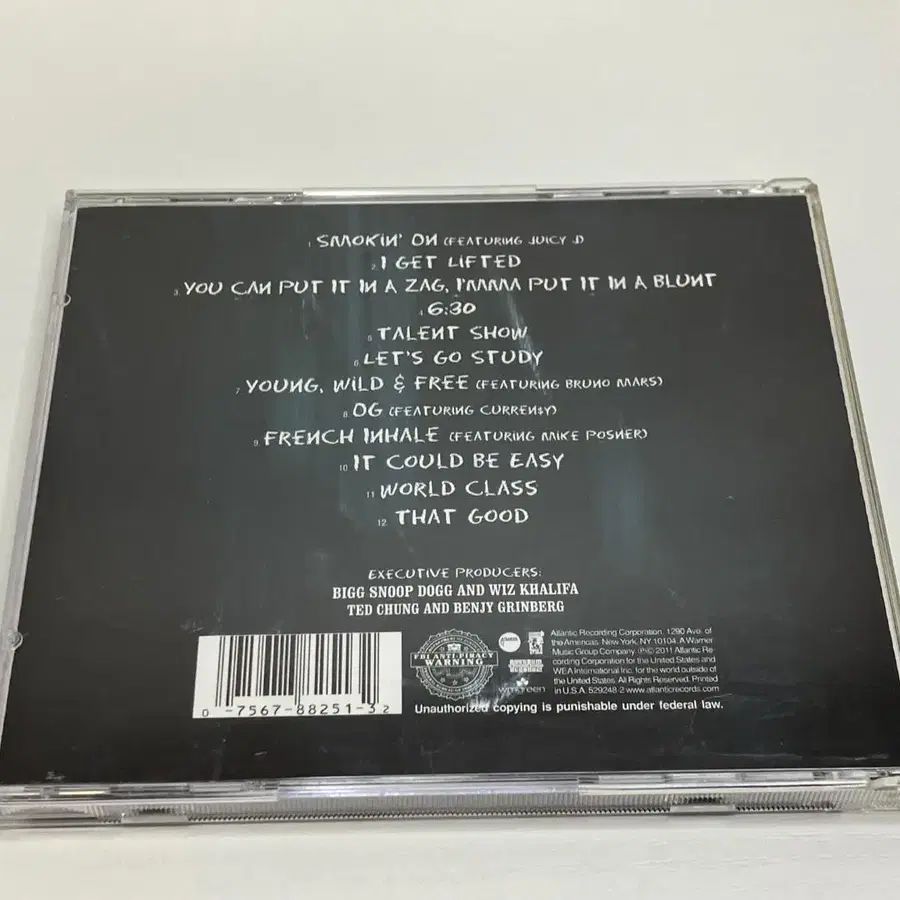 1 SMOKIN' ON (FEATURING JUICY J)
2 I GET LIFTED
3 YOU CAN PUT IT IN A ZAG, I'MMA PUT IT IN A BLUNT
4 6:30
5 TALENT SHOW
6 LET'S GO STUDY
7 YOUNG, WILD & FREE (FEATURING BRUNO MARS)
8 OG (FEATURING CURREN$Y)
9 FRENCH INHALE (FEATURING MIKE POSNER)
10 IT COULD BE EASY
11 WORLD CLASS
12 THAT GOOD
EXECUTIVE PRODUCERS:
BIGG SNOOP DOGG AND WIZ KHALIFA
TED CHUNG AND BENJY GRINBERG
0 -7567-88251-3 2
FBI ANTI-PIRACY
WARNING
Atlantic Recording Corporation, 1290 Ave. of
the Americas, New York, NY 10104. A Warner
Music Group Company. ℗© 2011 Atlantic Re-
cording Corporation for the United States and
WEA International Inc. for the world outside of
the United States. All Rights Reserved. Printed
in U.S.A. 529248-2 www.atlanticrecords.com
Unauthorized copying is punishable under federal law.